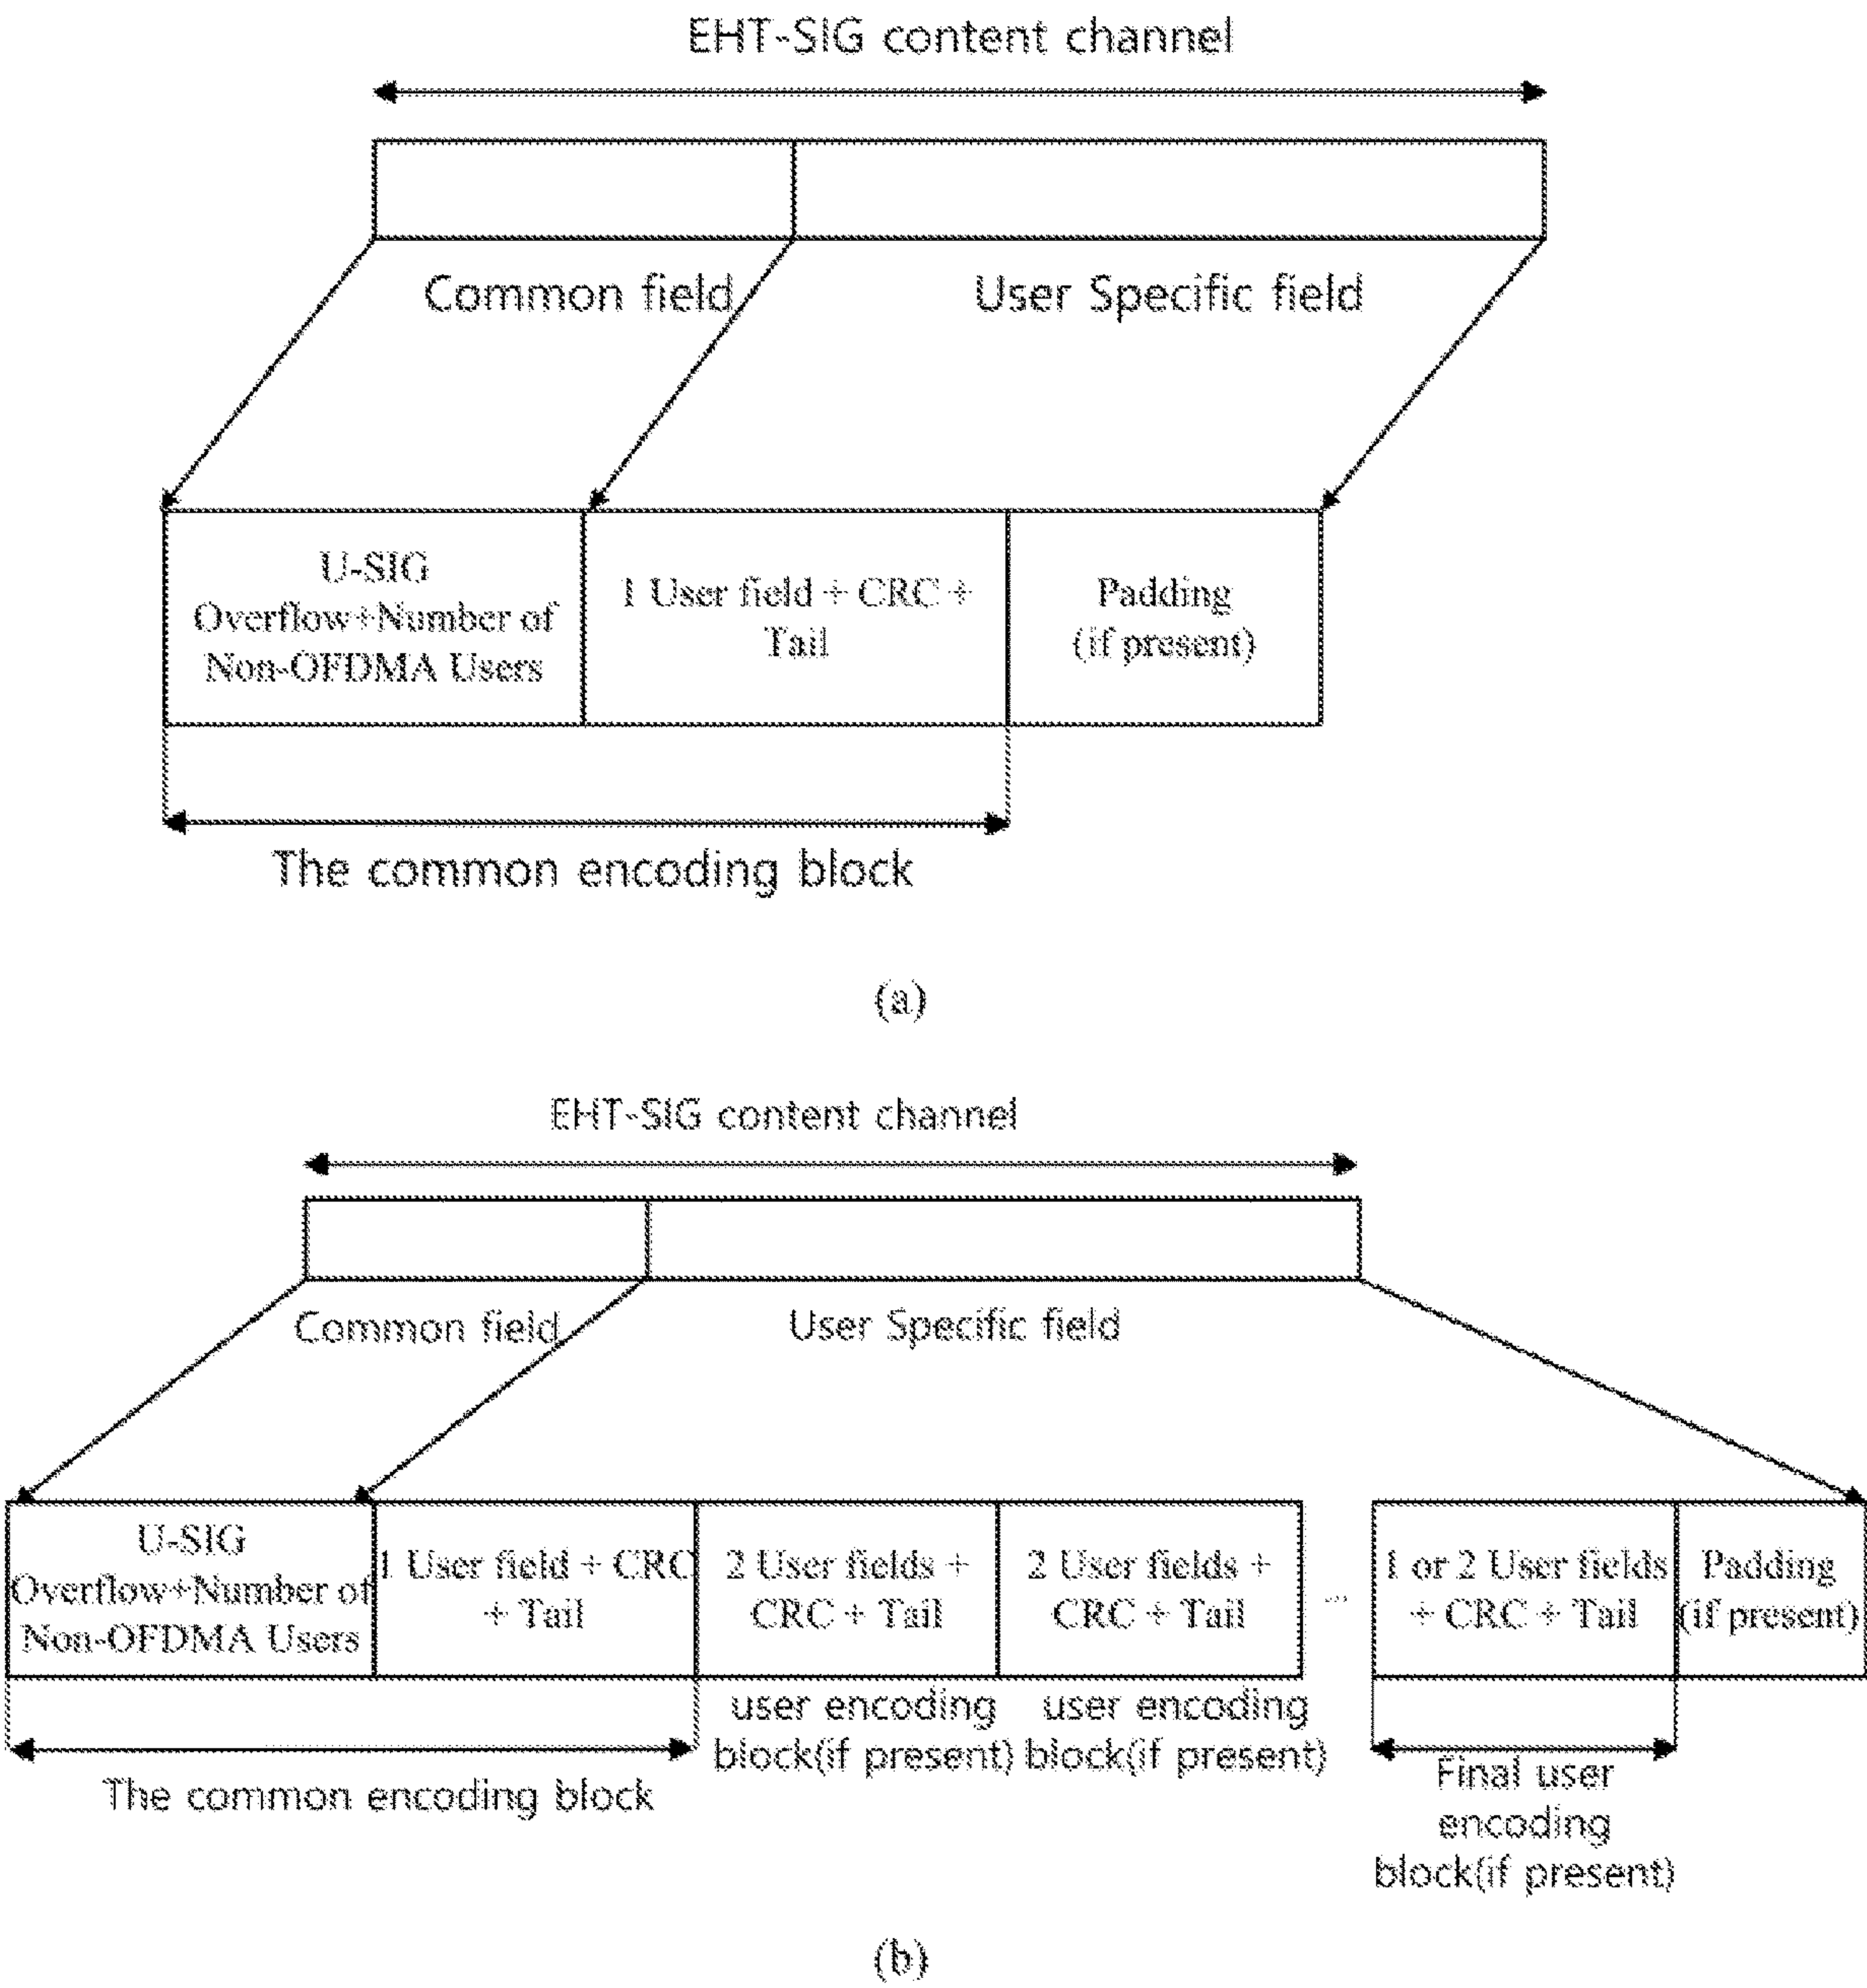 EHT-SIG content channel
Common field
User Specific field
U-SIG
Overflow+Number of
Non-OFDMA Users
1 User field + CRC +
Tail
Padding
(if present)
The common encoding block
(a)
EHT-SIG content channel
Common field
User Specific field
U-SIG
Overflow+Number of
Non-OFDMA Users
1 User field + CRC
+ Tail
2 User fields +
CRC + Tail
2 User fields +
CRC + Tail
...
1 or 2 User fields
+ CRC + Tail
Padding
(if present)
user encoding
block(if present)
user encoding
block(if present)
The common encoding block
Final user
encoding
block(if present)
(b)